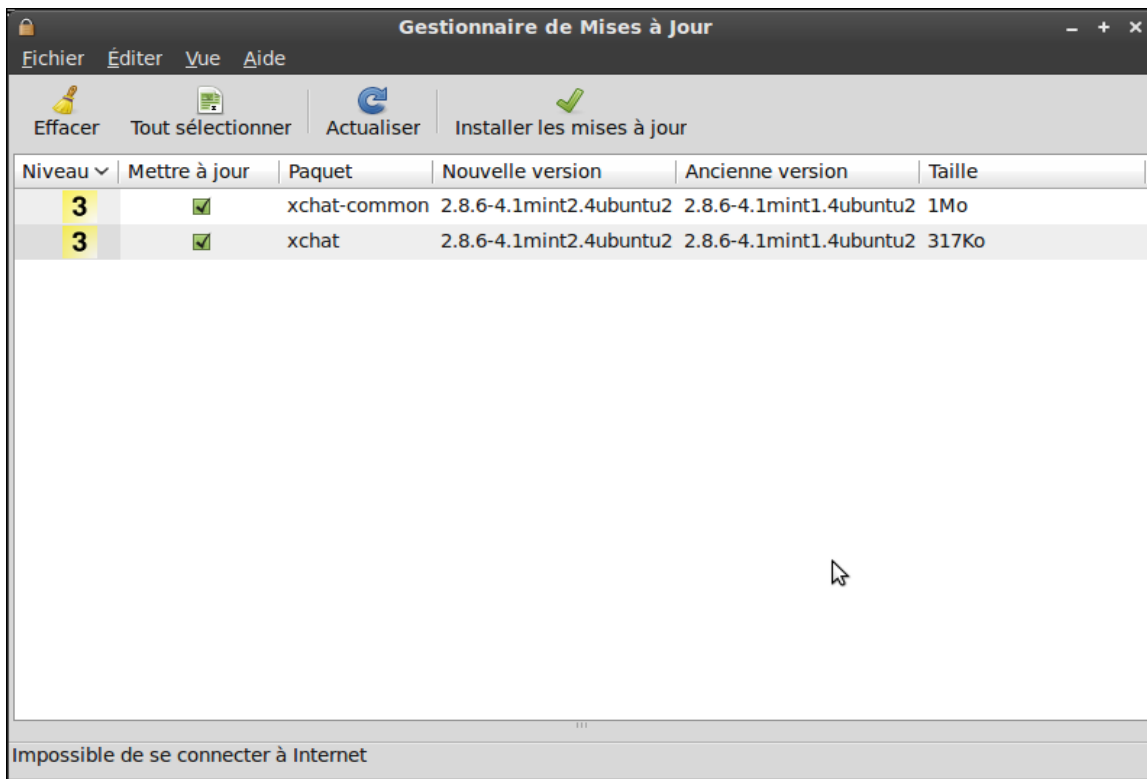 Gestionnaire de Mises à Jour
Fichier Éditer Vue Aide
Effacer Tout sélectionner Actualiser Installer les mises à jour
Niveau Mettre à jour Paquet Nouvelle version Ancienne version Taille
3 xchat-common 2.8.6-4.1mint2.4ubuntu2 2.8.6-4.1mint1.4ubuntu2 1Mo
3 xchat 2.8.6-4.1mint2.4ubuntu2 2.8.6-4.1mint1.4ubuntu2 317Ko
Impossible de se connecter à Internet